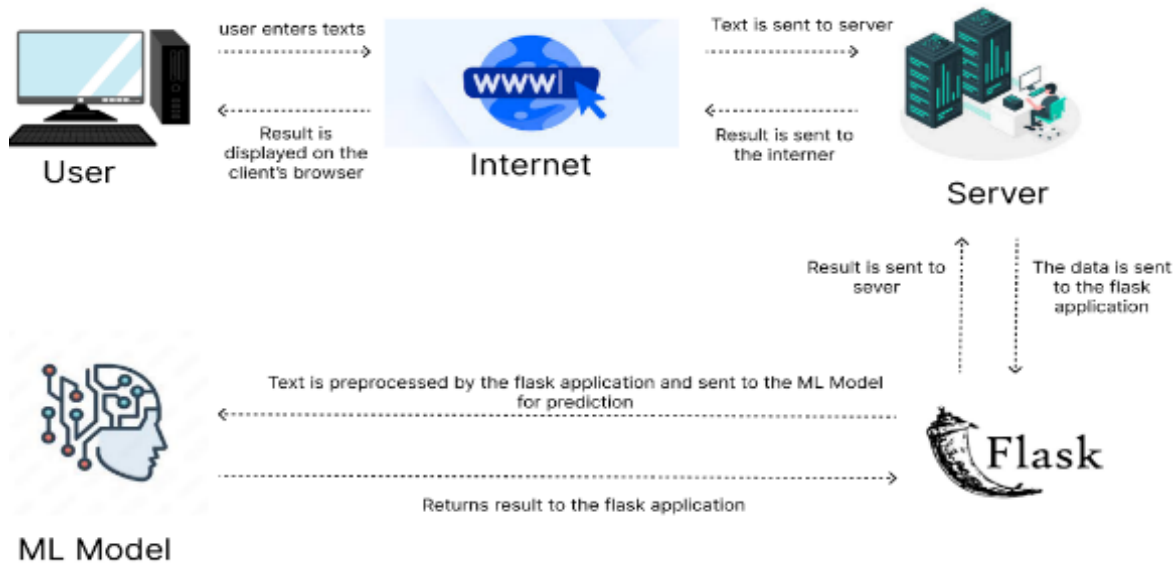 user enters texts
Text is sent to server
www
Result is
displayed on the
client's browser
Result is sent to
the interner
User
Internet
Server
Result is sent to
sever
The data is sent
to the flask
application
Text is preprocessed by the flask application and sent to the ML Model
for prediction
Flask
Returns result to the flask application
ML Model